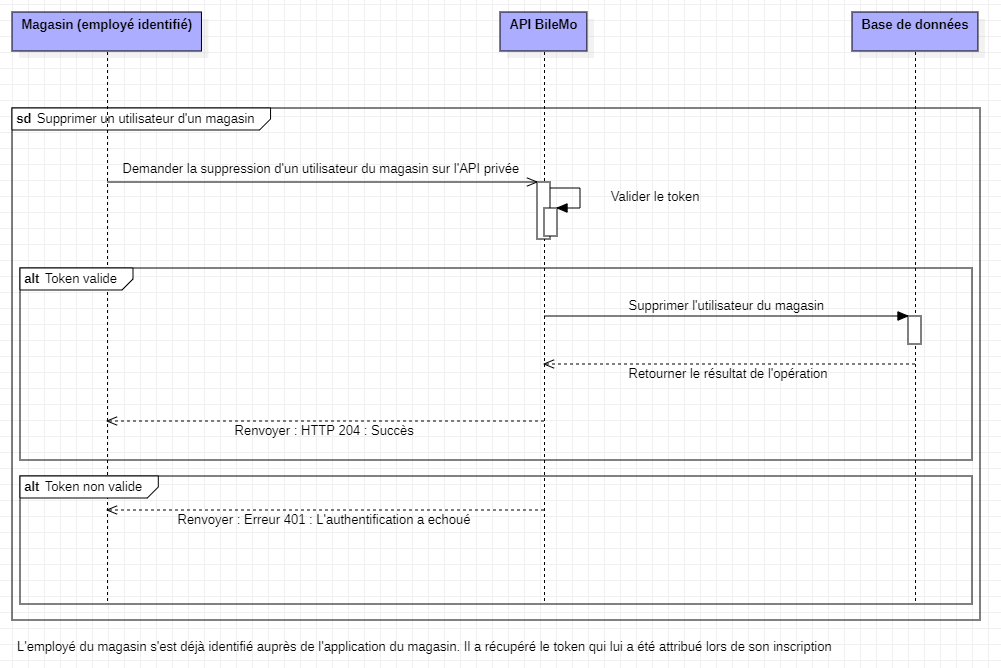 Magasin (employé identifié)
API BileMo
Base de données
sd Supprimer un utilisateur d'un magasin
Demander la suppression d'un utilisateur du magasin sur l'API privée
Valider le token
alt Token valide
Supprimer l'utilisateur du magasin
Retourner le résultat de l'opération
Renvoyer : HTTP 204 : Succès
alt Token non valide
Renvoyer : Erreur 401 : L'authentification a echoué
L'employé du magasin s'est déjà identifié auprès de l'application du magasin. Il a récupéré le token qui lui a été attribué lors de son inscription